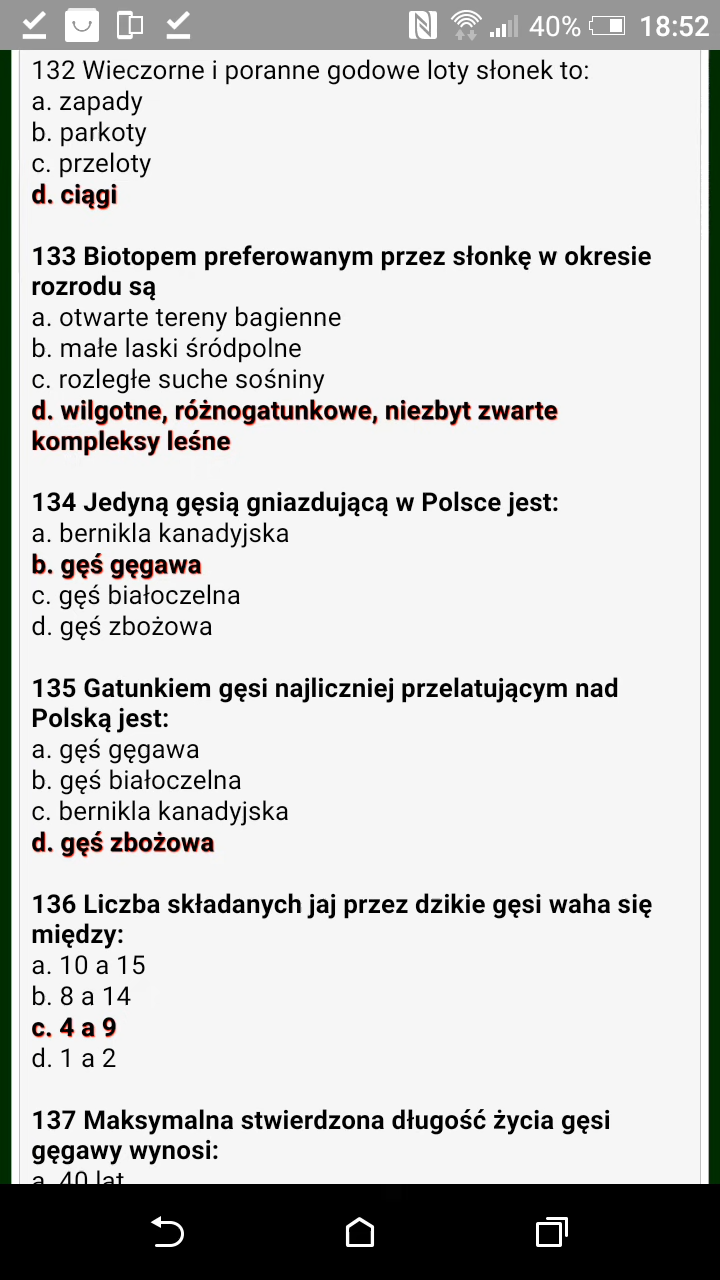 40% 18:52
132 Wieczorne i poranne godowe loty słonek to:
a. zapady
b. parkoty
c. przeloty
d. ciągi
133 Biotopem preferowanym przez słonkę w okresie
rozrodu są
a. otwarte tereny bagienne
b. małe laski śródpolne
c. rozległe suche sośniny
d. wilgotne, różnogatunkowe, niezbyt zwarte
kompleksy leśne
134 Jedyną gęsią gniazdującą w Polsce jest:
a. bernikla kanadyjska
b. gęś gęgawa
c. gęś białoczelna
d. gęś zbożowa
135 Gatunkiem gęsi najliczniej przelatującym nad
Polską jest:
a. gęś gęgawa
b. gęś białoczelna
c. bernikla kanadyjska
d. gęś zbożowa
136 Liczba składanych jaj przez dzikie gęsi waha się
między:
a. 10 a 15
b. 8 a 14
c. 4 a 9
d. 1 a 2
137 Maksymalna stwierdzona długość życia gęsi
gęgawy wynosi:
a. 40 lat